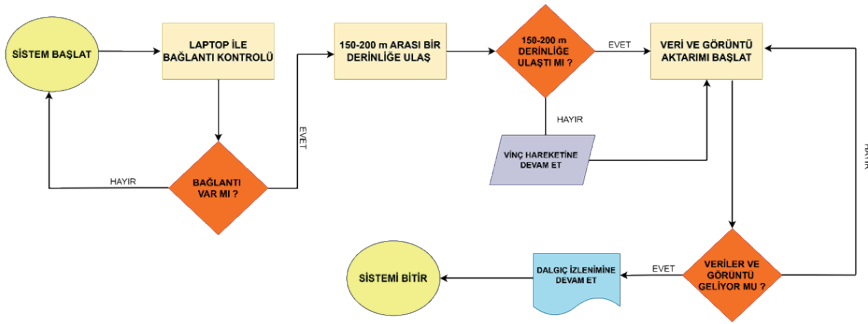 SİSTEM BAŞLAT
LAPTOP İLE
BAĞLANTI KONTROLÜ
150-200 m ARASI BİR
DERİNLİĞE ULAŞ
150-200 m
DERİNLİĞE
ULAŞTI MI ?
EVET
VERİ VE GÖRÜNTÜ
AKTARIMI BAŞLAT
HAYIR
VİNÇ HAREKETİNE
DEVAM ET
EVET
HAYIR
BAĞLANTI
VAR MI ?
HAYIR
SİSTEMİ BİTİR
DALGIÇ İZLENİMİNE
DEVAM ET
EVET
VERİLER VE
GÖRÜNTÜ
GELİYOR MU ?